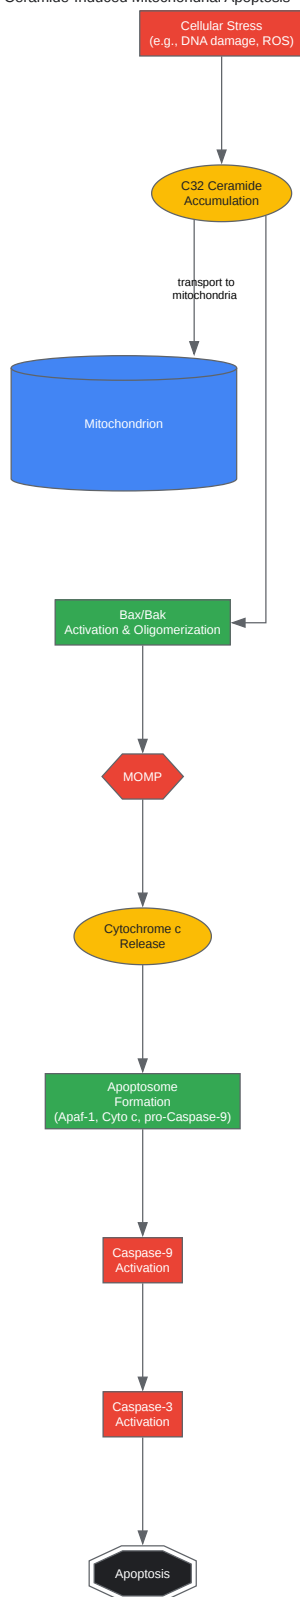 Ceramide-Induced Mitochondrial Apoptosis
Cellular Stress
(e.g., DNA damage, ROS)
C32 Ceramide
Accumulation
transport to
mitochondria
Mitochondrion
Bax/Bak
Activation & Oligomerization
MOMP
Cytochrome c
Release
Apoptosome
Formation
(Apaf-1, Cyto c, pro-Caspase-9)
Caspase-9
Activation
Caspase-3
Activation
Apoptosis